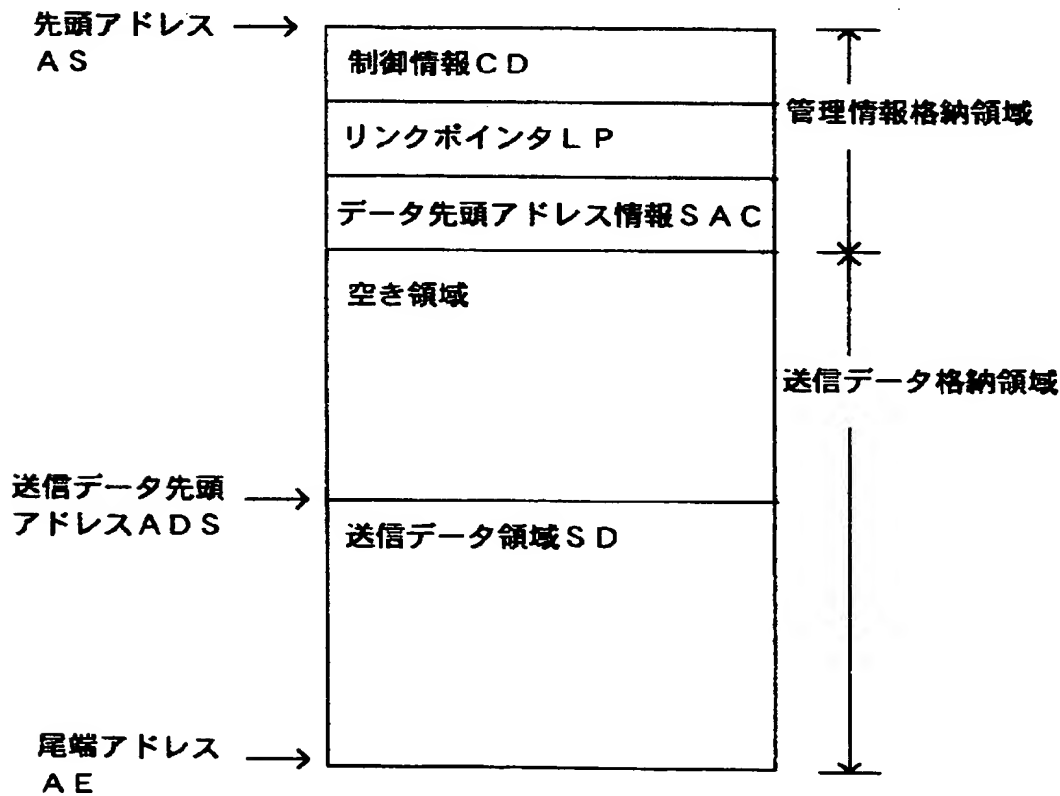 先頭アドレス
ＡＳ
制御情報ＣＤ
リンクポインタＬＰ
データ先頭アドレス情報ＳＡＣ
管理情報格納領域
空き領域
送信データ格納領域
送信データ先頭
アドレスＡＤＳ
送信データ領域ＳＤ
尾端アドレス
ＡＥ